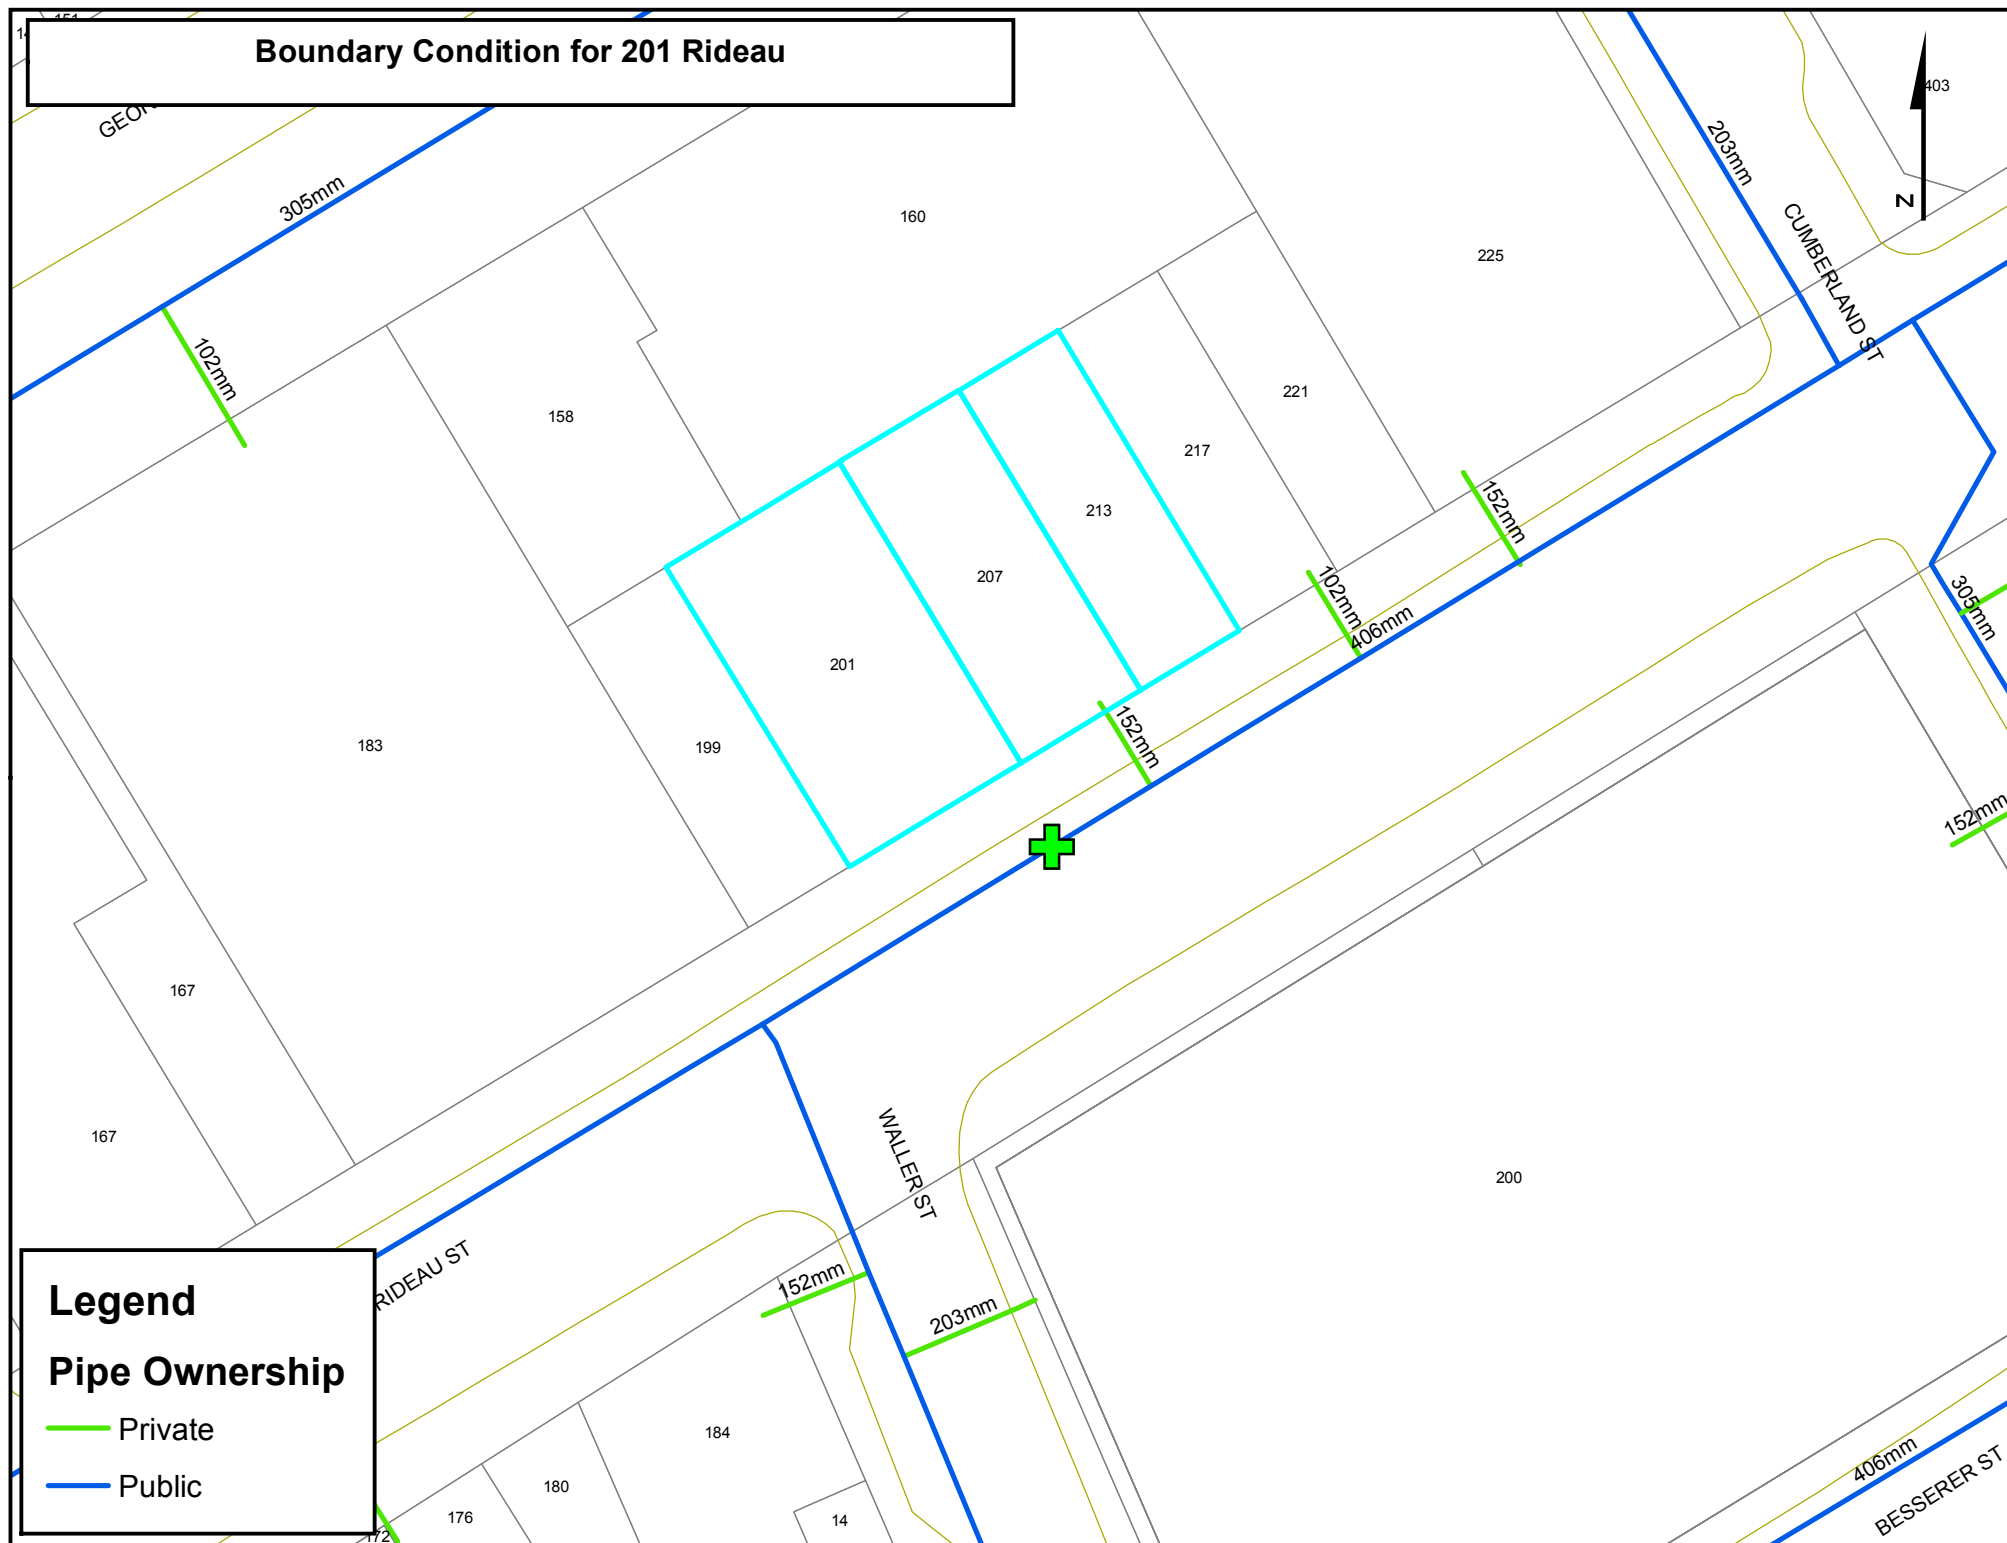 151
Boundary Condition for 201 Rideau
403
203mm
N
305mm
160
CUMBERLAND ST
225
102mm
158
221
217
152mm
213
207
102mm
406mm
305mm
201
152mm
183
199
152mm
167
167
WALLER ST
200
RIDEAU ST
152mm
203mm
Legend
Pipe Ownership
Private
Public
184
180
176
14
172
406mm
BESSERER ST